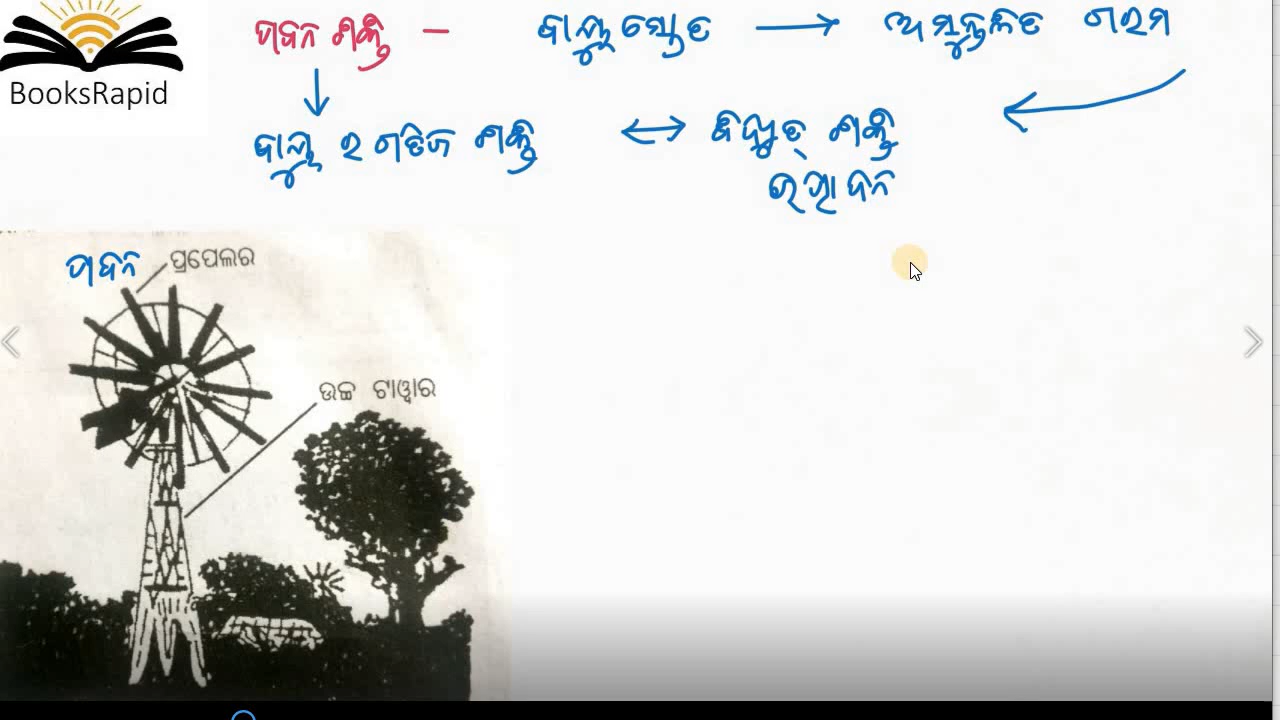 ପବନ ଶକ୍ତି – ବାୟୁସ୍ରୋତ → ଅସନ୍ତୁଳିତ ଗରମ
BooksRapid
ବାୟୁ ର ଗତିଜ ଶକ୍ତି ↔ ବିଦ୍ୟୁତ୍ ଶକ୍ତି
ଉତ୍ପାଦନ
ପବନ ପ୍ରପେଲର
ଉଚ୍ଚ ଟାୱାର